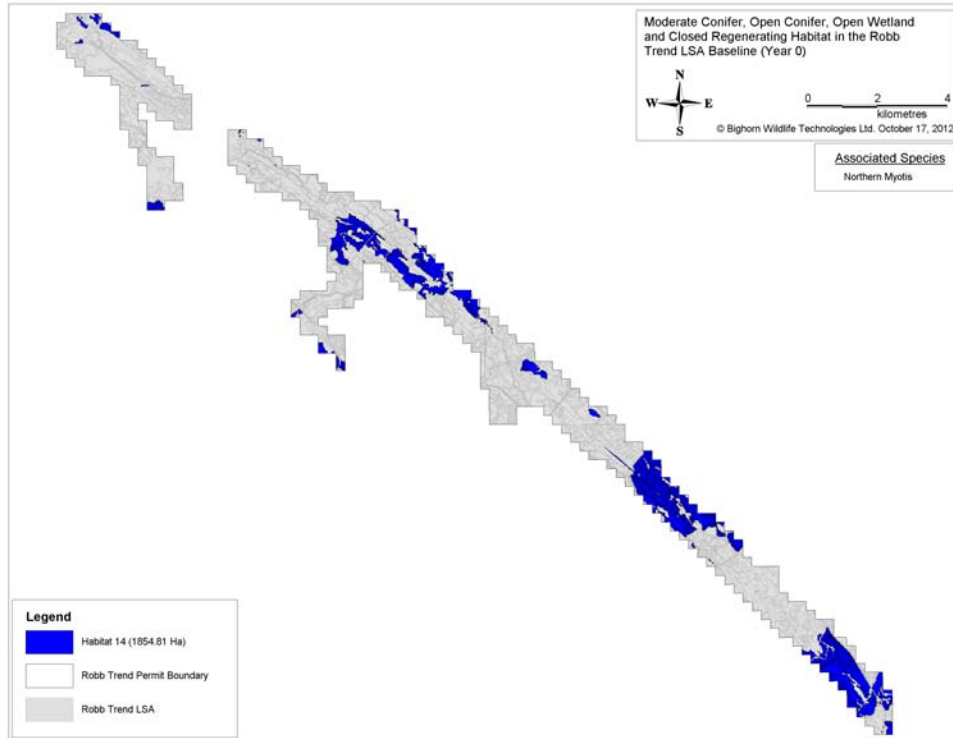 Moderate Conifer, Open Conifer, Open Wetland
and Closed Regenerating Habitat in the Robb
Trend LSA Baseline (Year 0)
N
W E
S
0 2 4
kilometres
© Bighorn Wildlife Technologies Ltd. October 17, 2012
Associated Species
Northern Myotis
Legend
Habitat 14 (1854.81 Ha)
Robb Trend Permit Boundary
Robb Trend LSA